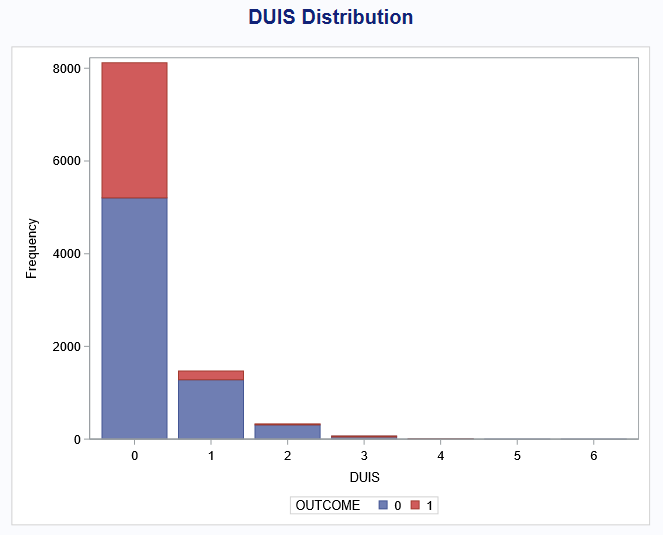 DUIS Distribution
8000
6000
4000
2000
0
Frequency
0 1 2 3 4 5 6
DUIS
OUTCOME 0 1